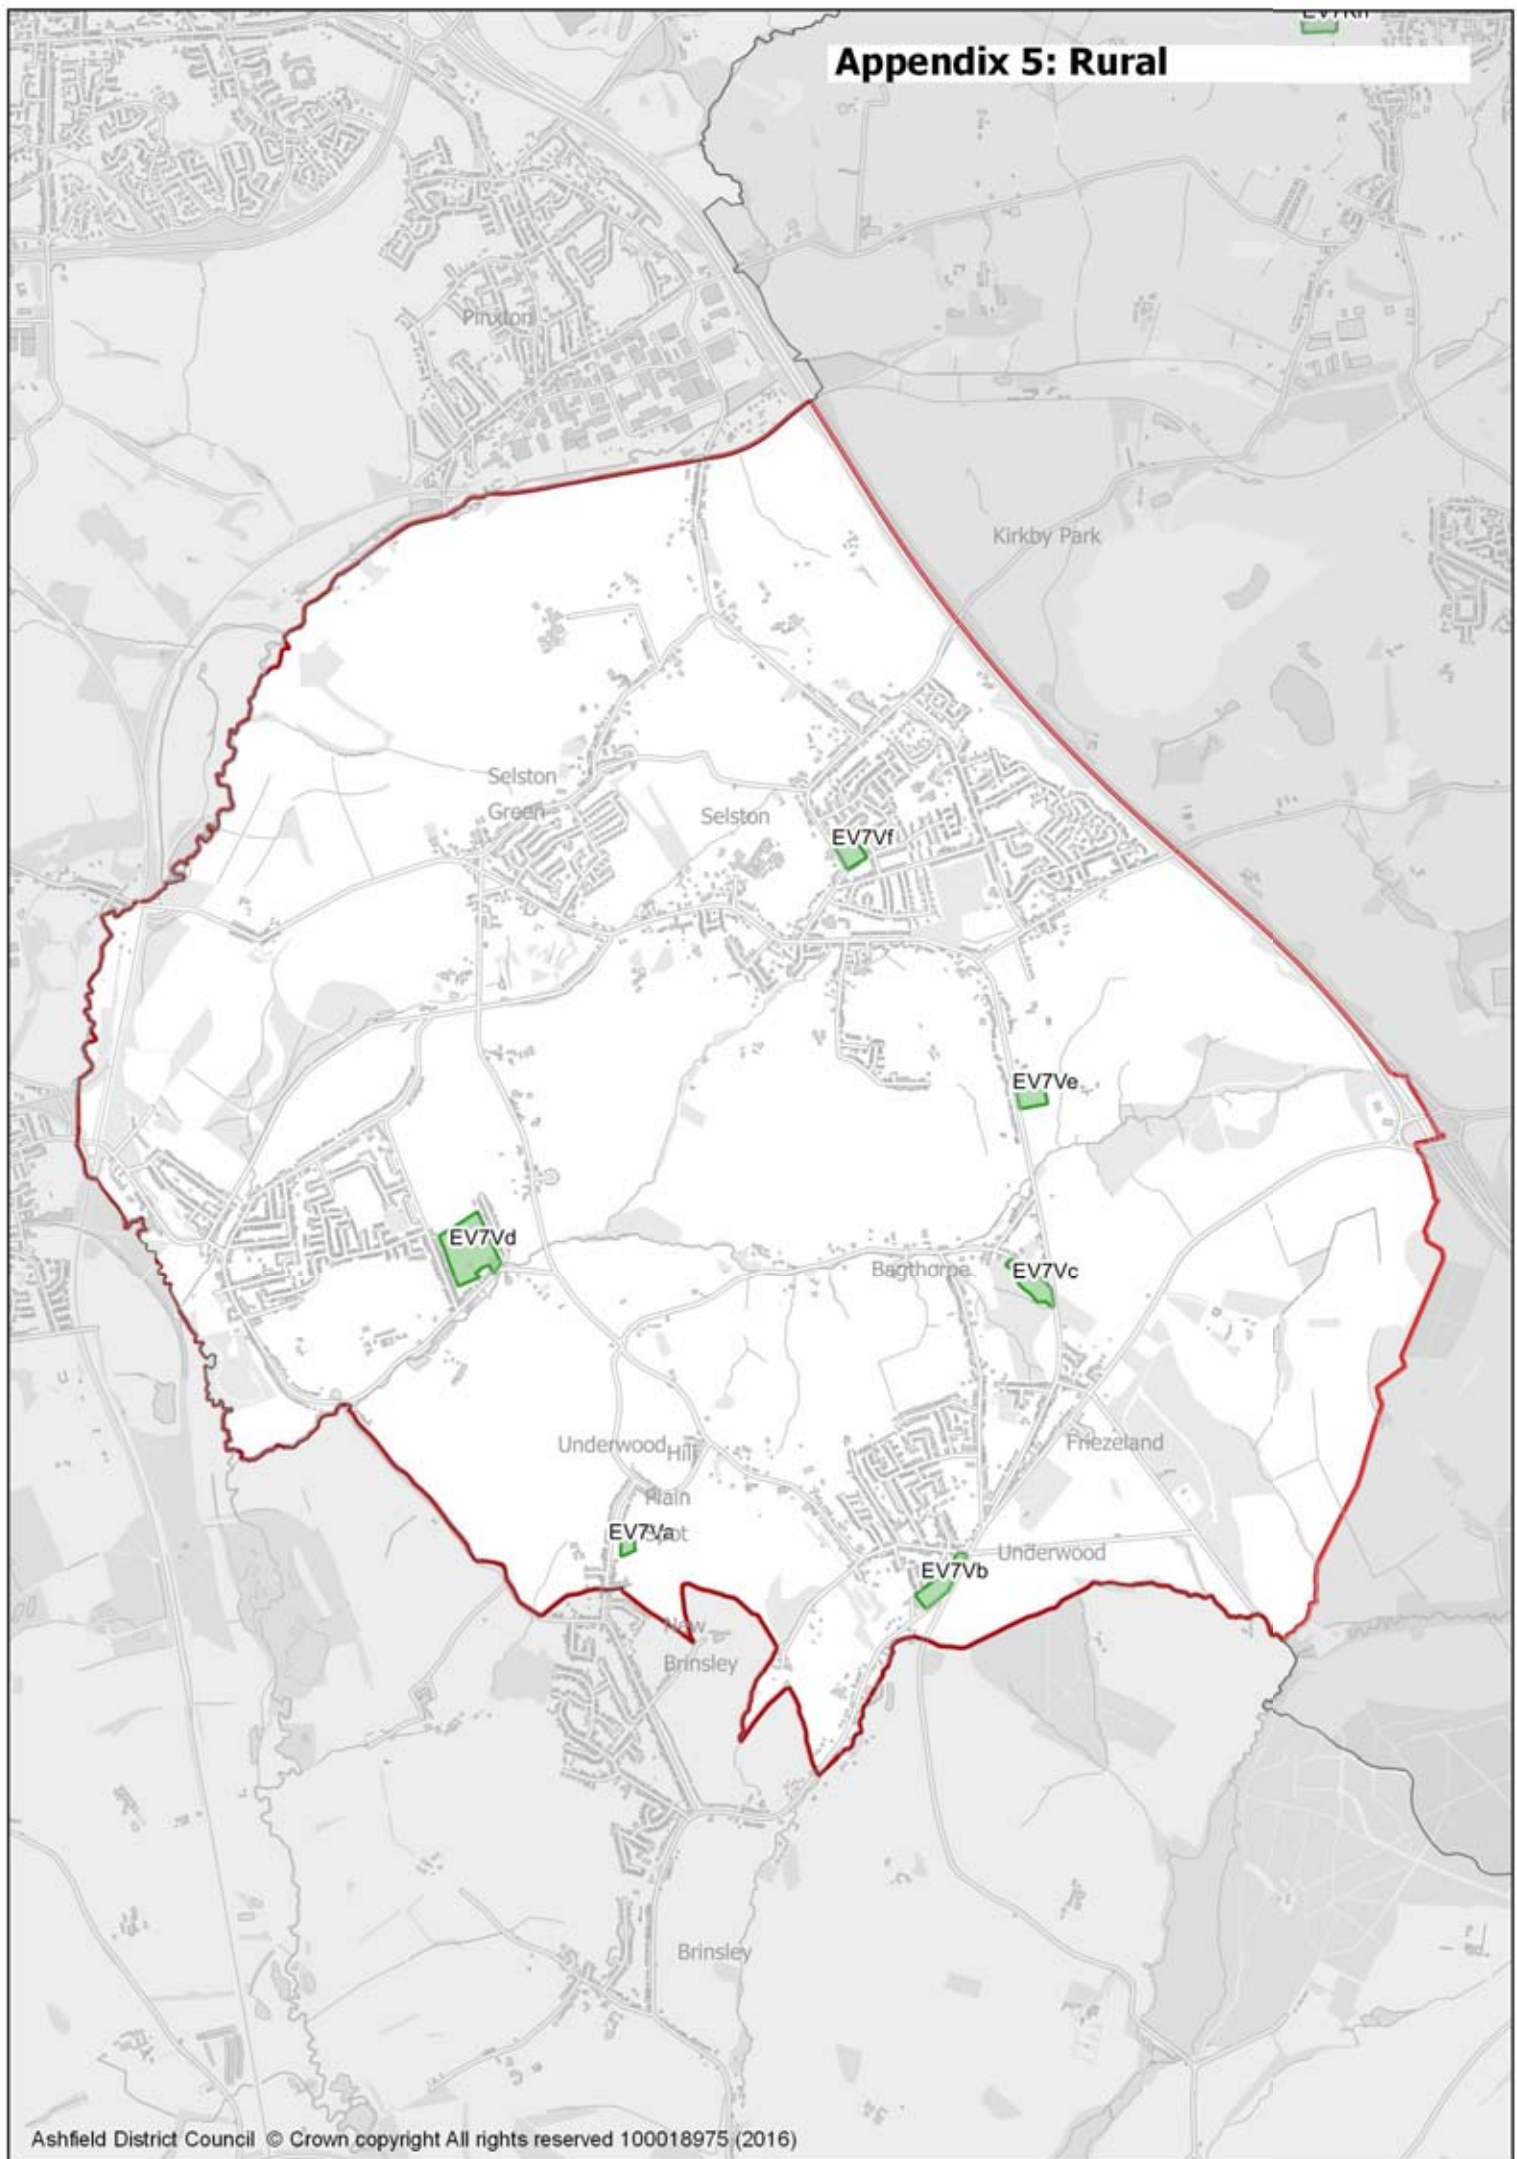 Appendix 5: Rural
Pinxton
Kirkby Park
Selston
Green
Selston
EV7Vf
EV7Ve
EV7Vd
Bagthorpe
EV7Vc
Underwood
Hill
Friezeland
Plain
Spot
EV7Va
Underwood
EV7Vb
New
Brinsley
Brinsley
Ashfield District Council © Crown copyright All rights reserved 100018975 (2016)